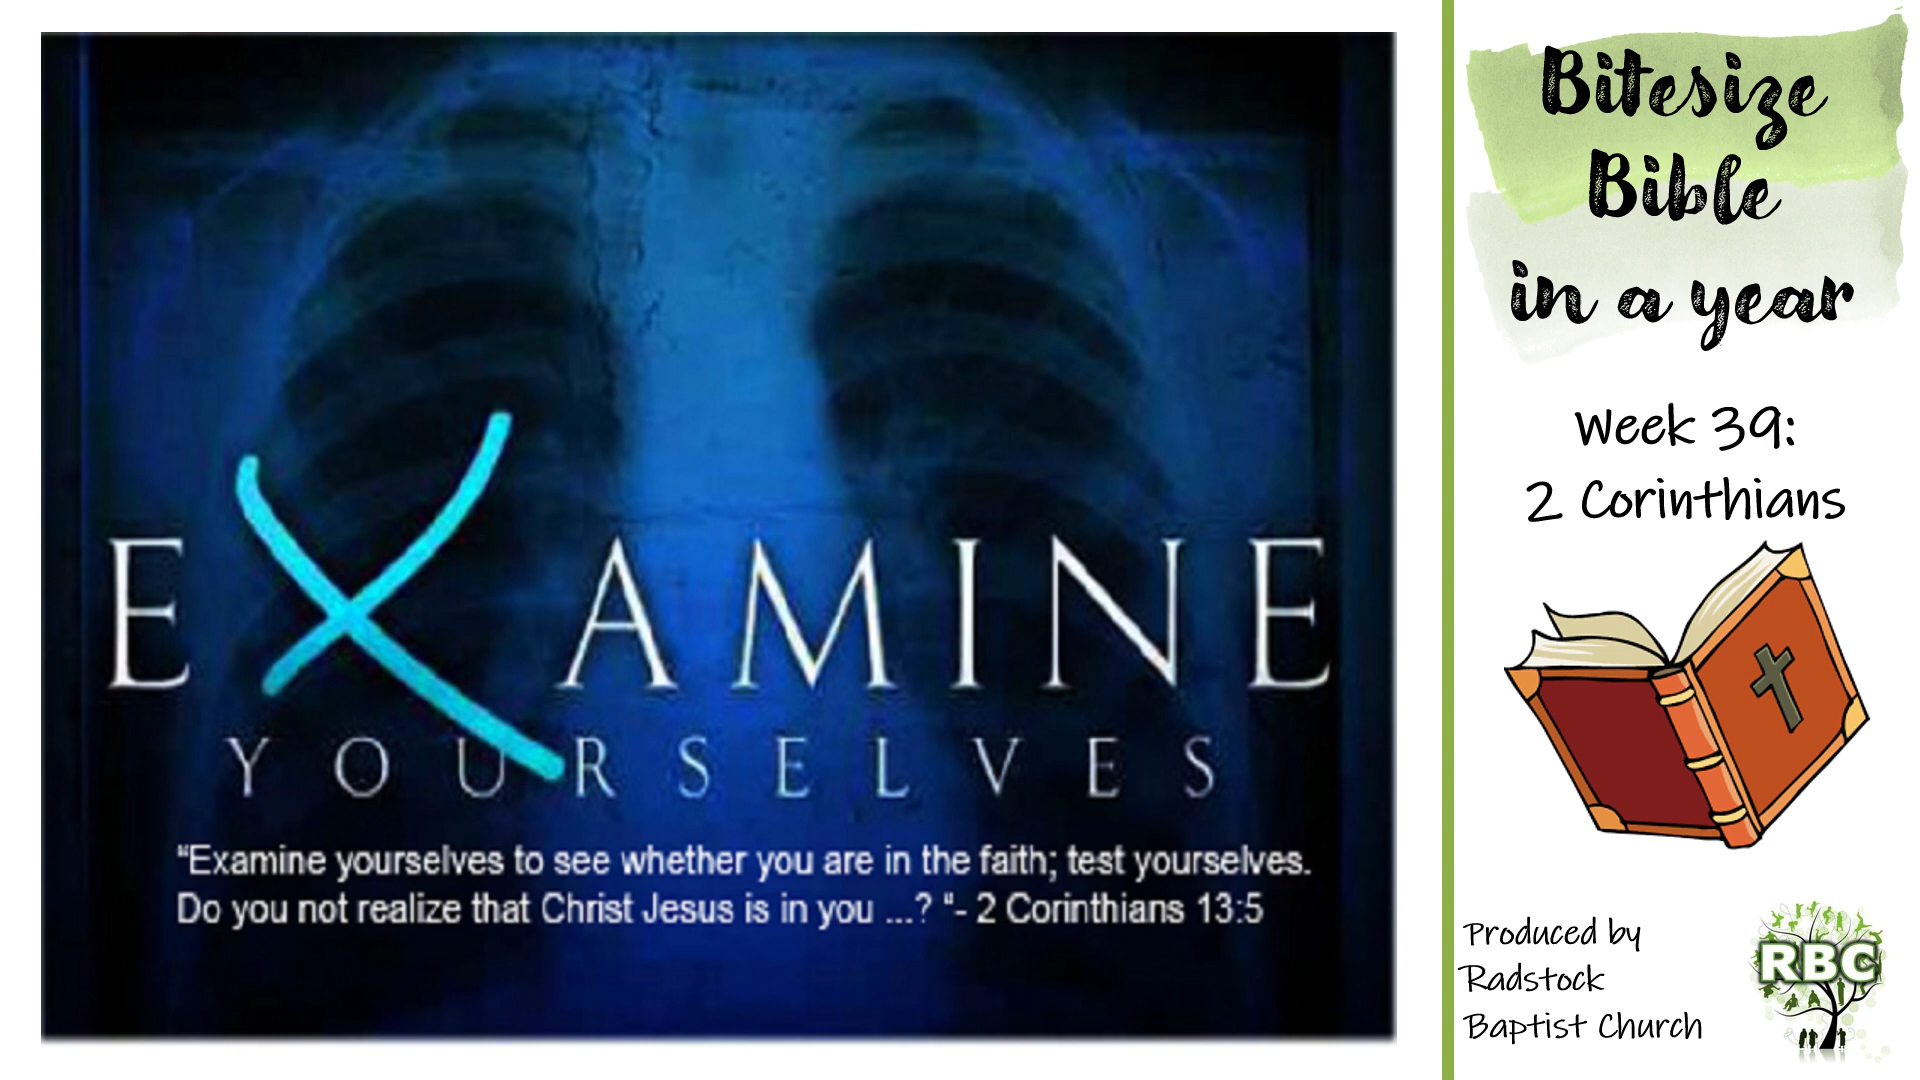 EXAMINE
YOURSELVES
“Examine yourselves to see whether you are in the faith; test yourselves.
Do you not realize that Christ Jesus is in you ...? “- 2 Corinthians 13:5
Bitesize
Bible
in a year
Week 39:
2 Corinthians
Produced by
Radstock
Baptist Church
RBC